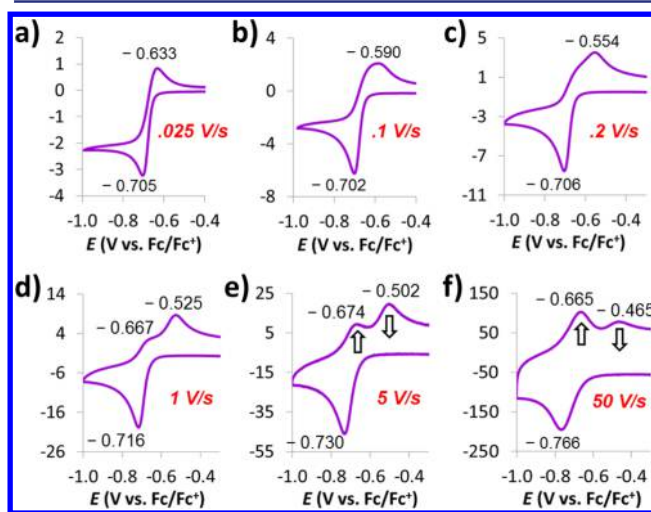 a)
2
1
0
-1
-2
-3
-4
− 0.633
.025 V/s
− 0.705
-1.0 -0.8 -0.6 -0.4
E (V vs. Fc/Fc⁺)
b)
4
2
0
-2
-4
-6
-8
− 0.590
.1 V/s
− 0.702
-1.0 -0.8 -0.6 -0.4
E (V vs. Fc/Fc⁺)
c)
5
1
-3
-7
-11
− 0.554
.2 V/s
− 0.706
-1.0 -0.8 -0.6 -0.4
E (V vs. Fc/Fc⁺)
d)
14
4
-6
-16
-26
− 0.525
− 0.667
1 V/s
− 0.716
-1.0 -0.8 -0.6 -0.4
E (V vs. Fc/Fc⁺)
e)
25
5
-15
-35
-55
− 0.674
− 0.502
5 V/s
− 0.730
-1.0 -0.8 -0.6 -0.4
E (V vs. Fc/Fc⁺)
f)
150
50
-50
-150
-250
− 0.665
− 0.465
50 V/s
− 0.766
-1.0 -0.8 -0.6 -0.4
E (V vs. Fc/Fc⁺)